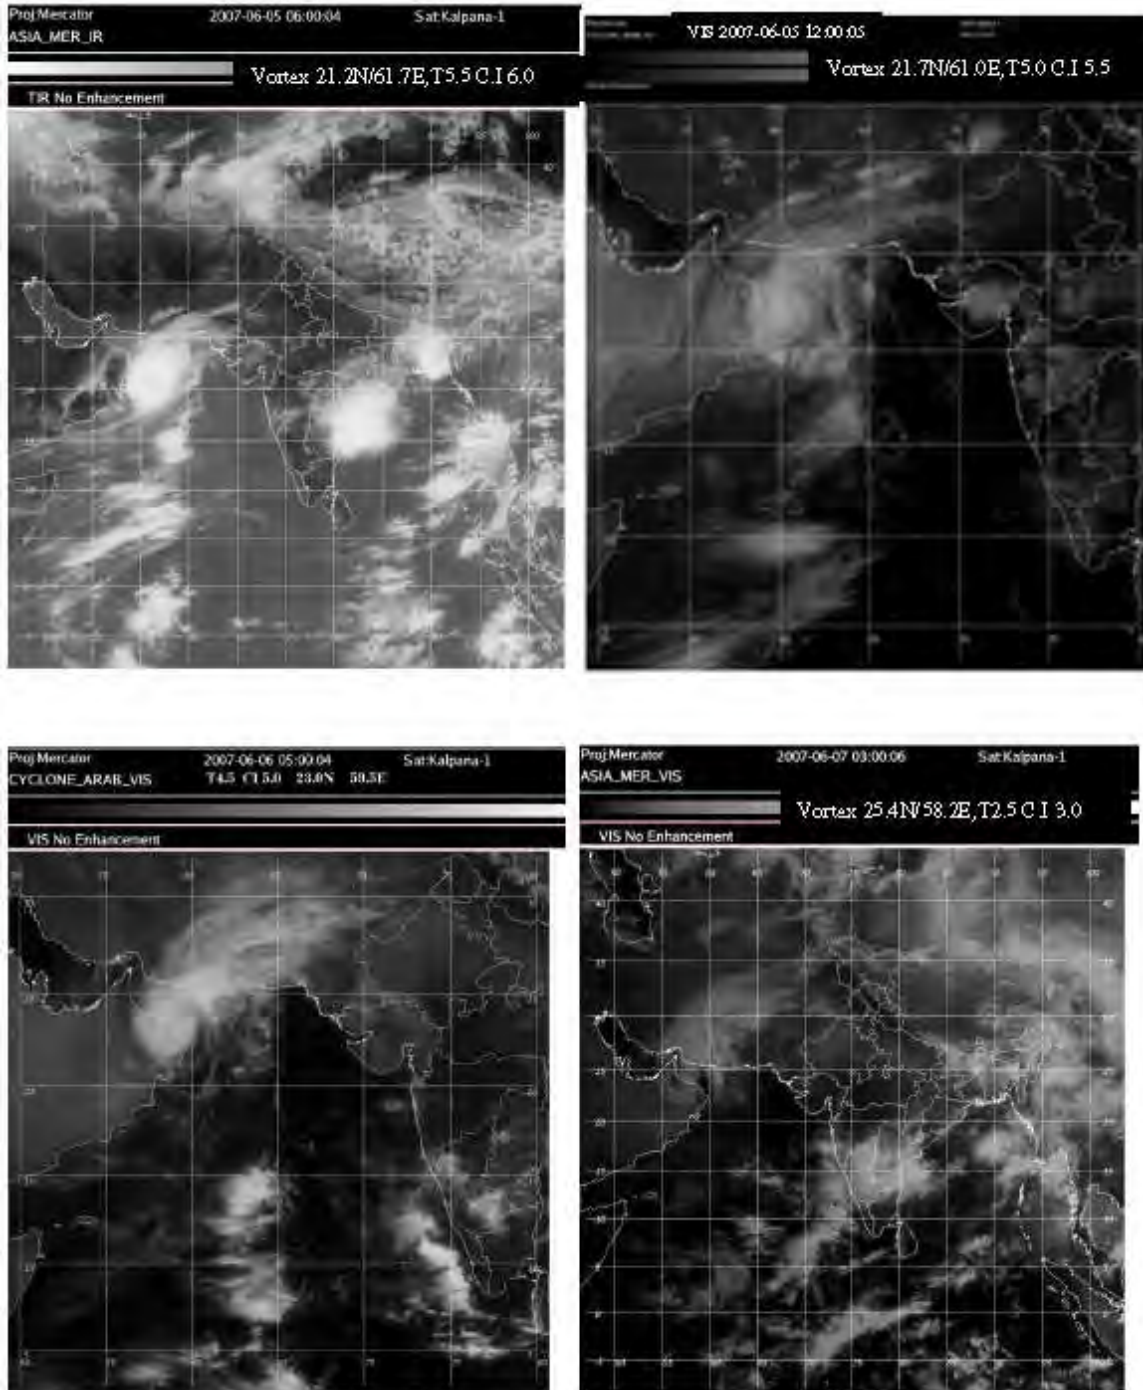 Proj:Mercator 2007-06-05 06:00:04 Sat:Kalpana-1
ASIA_MER_IR
Vortex 21.2N/61.7E,T5.5 C.I 6.0
TIR No Enhancement
VIS 2007-06-05 12:00:05
Vortex 21.7N/61.0E,T5.0 C.I 5.5
Proj:Mercator 2007-06-06 05:00:04 Sat:Kalpana-1
CYCLONE_ARAB_VIS T4.5 CI 5.0 23.0N 59.5E
VIS No Enhancement
Proj:Mercator 2007-06-07 03:00:06 Sat:Kalpana-1
ASIA_MER_VIS
Vortex 25.4N/58.2E,T2.5 C.I 3.0
VIS No Enhancement